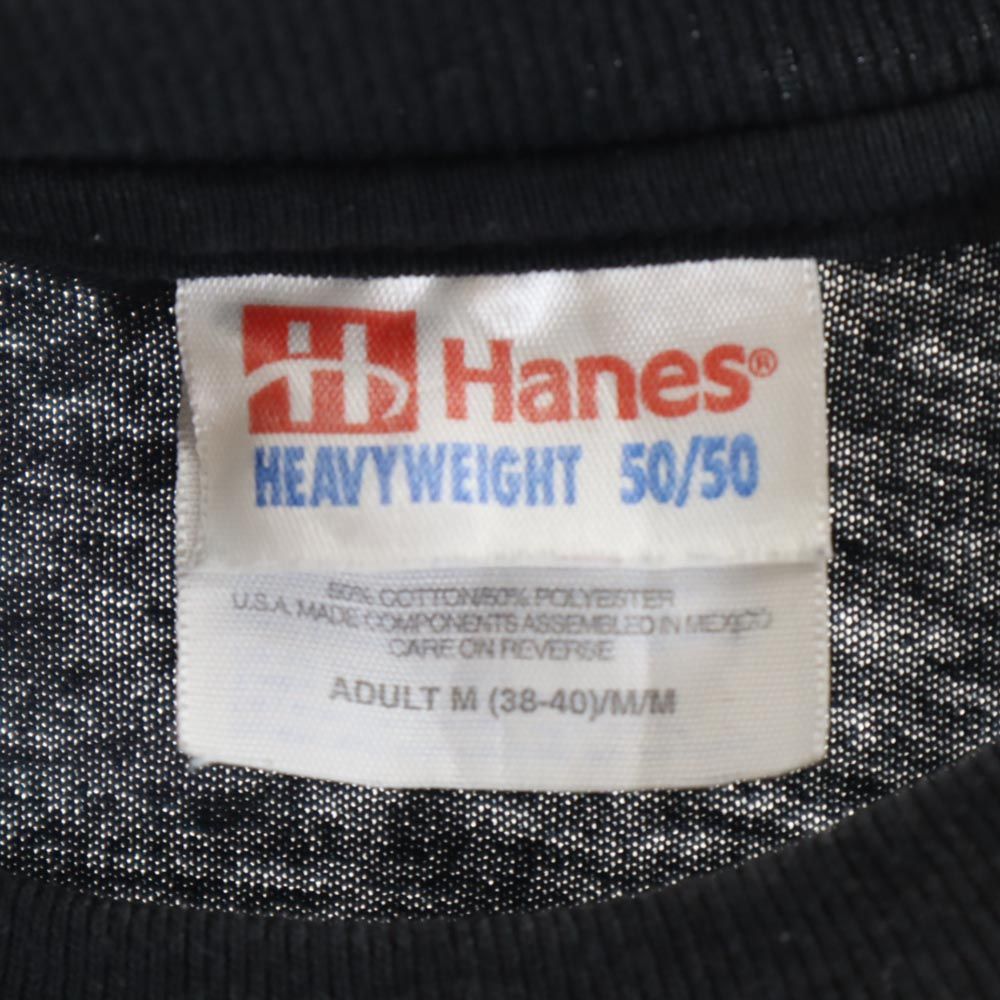 H Hanes®
HEAVYWEIGHT 50/50
50% COTTON/50% POLYESTER
U.S.A. MADE COMPONENTS ASSEMBLED IN MEXICO
CARE ON REVERSE
ADULT M (38-40)/M/M